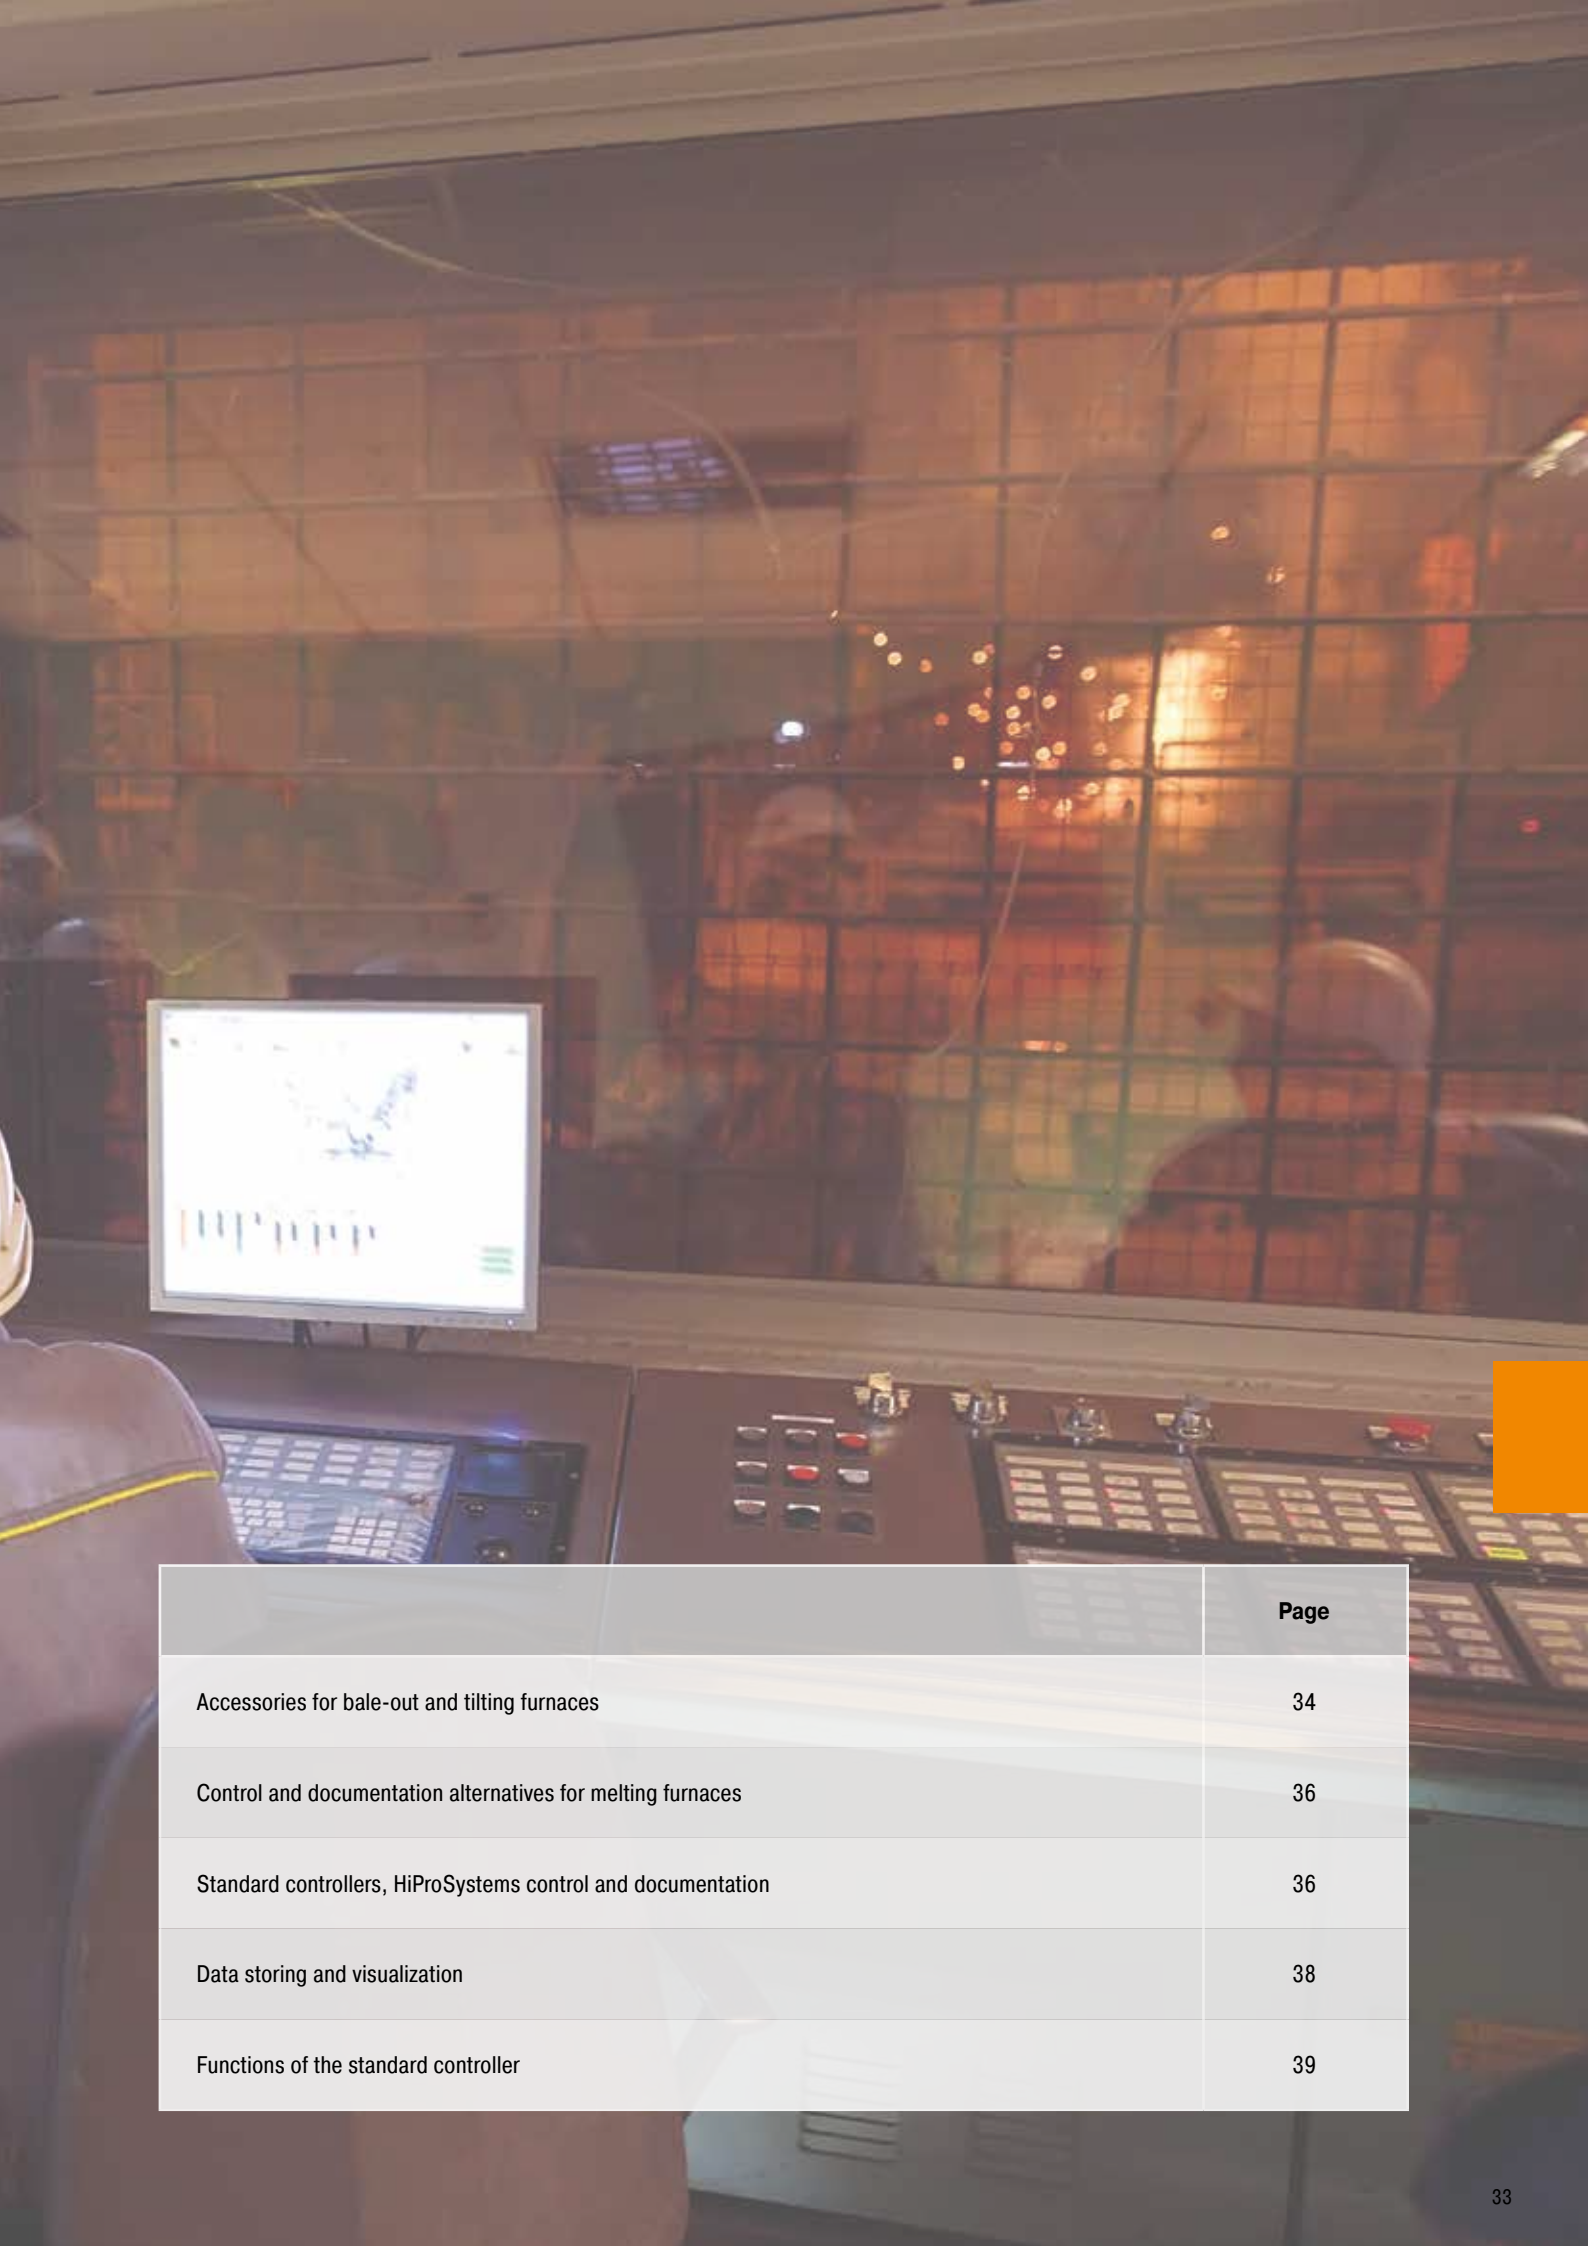 Page
Accessories for bale-out and tilting furnaces 34
Control and documentation alternatives for melting furnaces 36
Standard controllers, HiProSystems control and documentation 36
Data storing and visualization 38
Functions of the standard controller 39
33